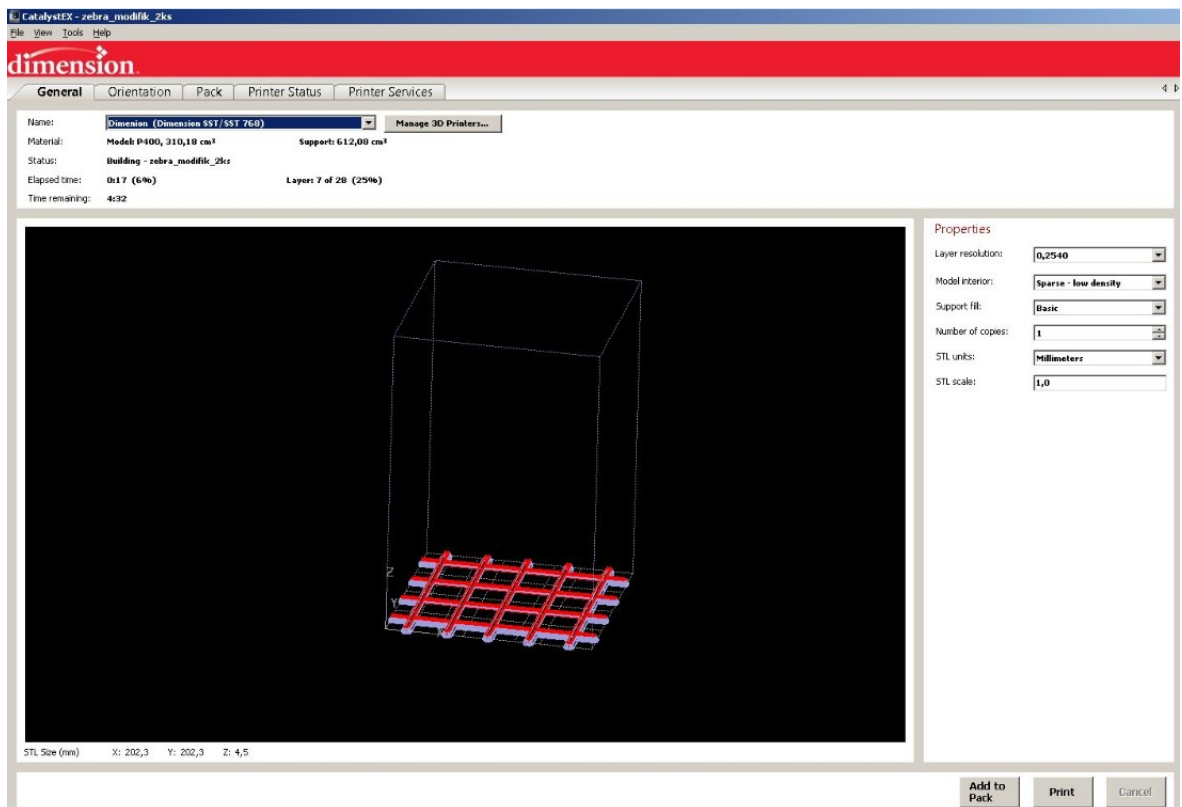 CatalystEX - zebra_modifik_2ks
File View Tools Help
dimension
General Orientation Pack Printer Status Printer Services
Name: Dimenion (Dimension SST/SST 768) Manage 3D Printers...
Material: Model: P400, 310,18 cm³ Support: 612,08 cm³
Status: Building - zebra_modifik_2ks
Elapsed time: 0:17 (6%) Layer: 7 of 28 (25%)
Time remaining: 4:32
Properties
Layer resolution: 0,2540
Model interior: Sparse - low density
Support fill: Basic
Number of copies: 1
STL units: Millimeters
STL scale: 1,0
Z
Y
STL Size (mm) X: 202,3 Y: 202,3 Z: 4,5
Add to
Pack
Print Cancel